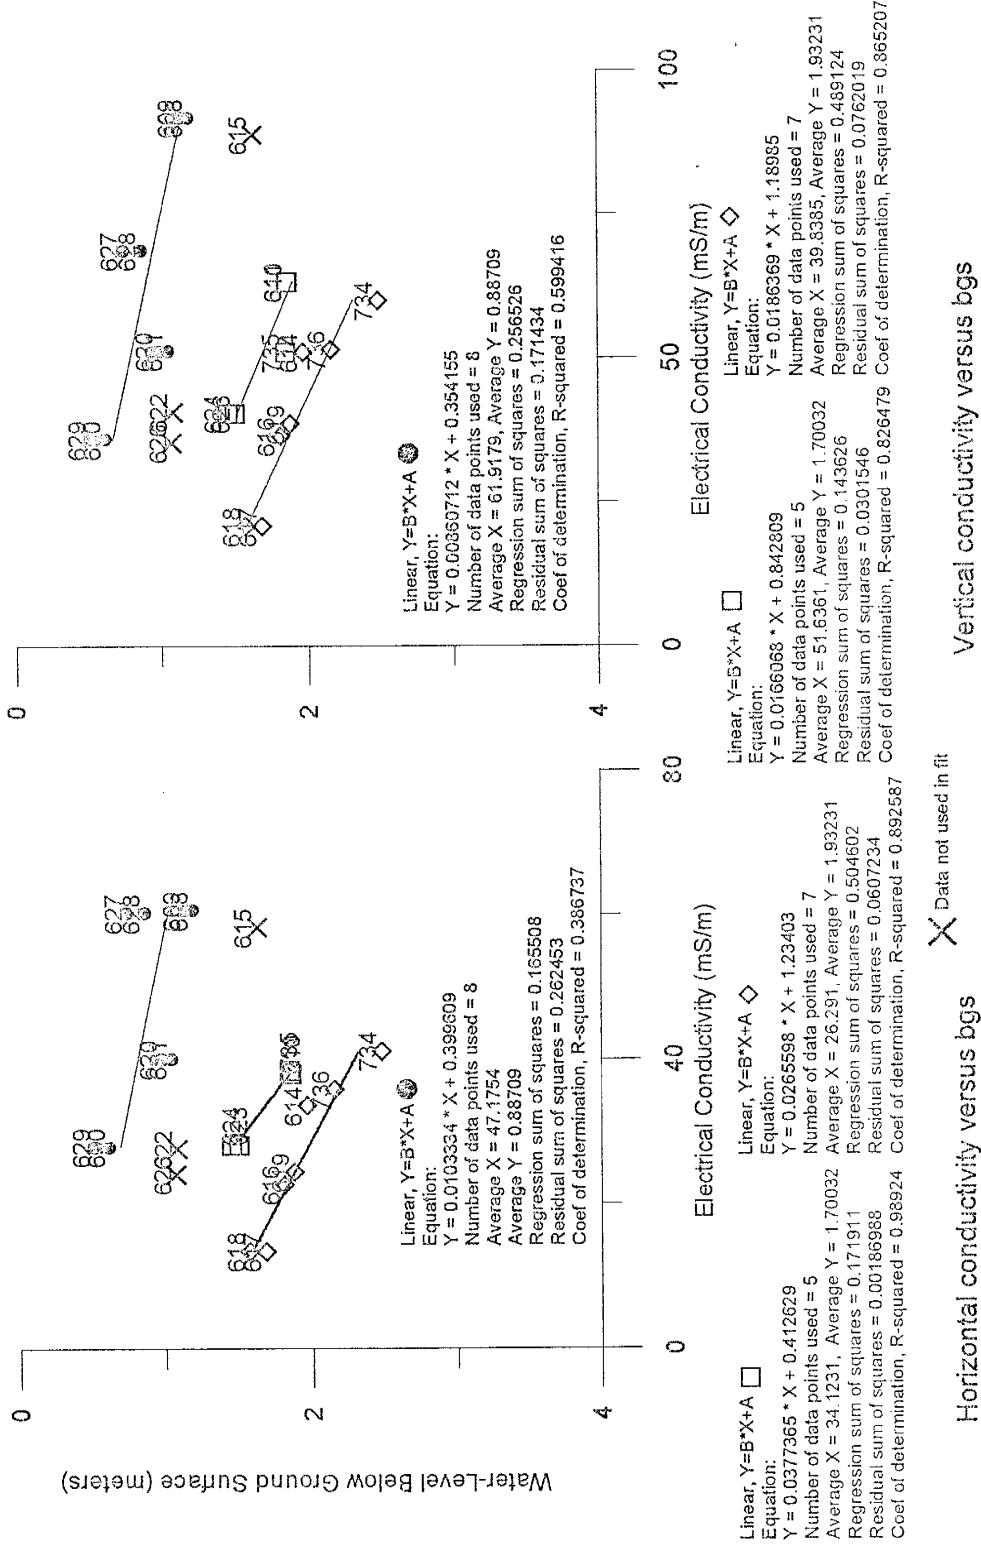 Water-Level Below Ground Surface (meters)
0
2
4
0
40
80
Electrical Conductivity (mS/m)
618
616
734
614
736
735
629
626
622
627
628
615
Linear, Y=B*X+A
Equation:
Y = 0.0103334 * X + 0.399609
Number of data points used = 8
Average X = 47.1754
Average Y = 0.88709
Regression sum of squares = 0.165508
Residual sum of squares = 0.262453
Coef of determination, R-squared = 0.386737
Linear, Y=B*X+A
Equation:
Y = 0.0377365 * X + 0.412629
Number of data points used = 5
Average X = 34.1231, Average Y = 1.70032
Regression sum of squares = 0.171911
Residual sum of squares = 0.00186988
Coef of determination, R-squared = 0.98924
Linear, Y=B*X+A
Equation:
Y = 0.0265598 * X + 1.23403
Number of data points used = 7
Average X = 26.291, Average Y = 1.93231
Regression sum of squares = 0.504602
Residual sum of squares = 0.0607234
Coef of determination, R-squared = 0.892587
Horizontal conductivity versus bgs
Data not used in fit
0
2
4
0
50
100
Electrical Conductivity (mS/m)
618
616
734
736
735
614
610
624
629
626
622
627
628
615
Linear, Y=B*X+A
Equation:
Y = 0.00860712 * X + 0.354155
Number of data points used = 8
Average X = 61.9179, Average Y = 0.88709
Regression sum of squares = 0.256526
Residual sum of squares = 0.171434
Coef of determination, R-squared = 0.599416
Linear, Y=B*X+A
Equation:
Y = 0.0166068 * X + 0.842809
Number of data points used = 5
Average X = 51.6361, Average Y = 1.70032
Regression sum of squares = 0.143626
Residual sum of squares = 0.0301546
Coef of determination, R-squared = 0.826479
Linear, Y=B*X+A
Equation:
Y = 0.0186369 * X + 1.18985
Number of data points used = 7
Average X = 39.8385, Average Y = 1.93231
Regression sum of squares = 0.489124
Residual sum of squares = 0.0762019
Coef of determination, R-squared = 0.865207
Vertical conductivity versus bgs